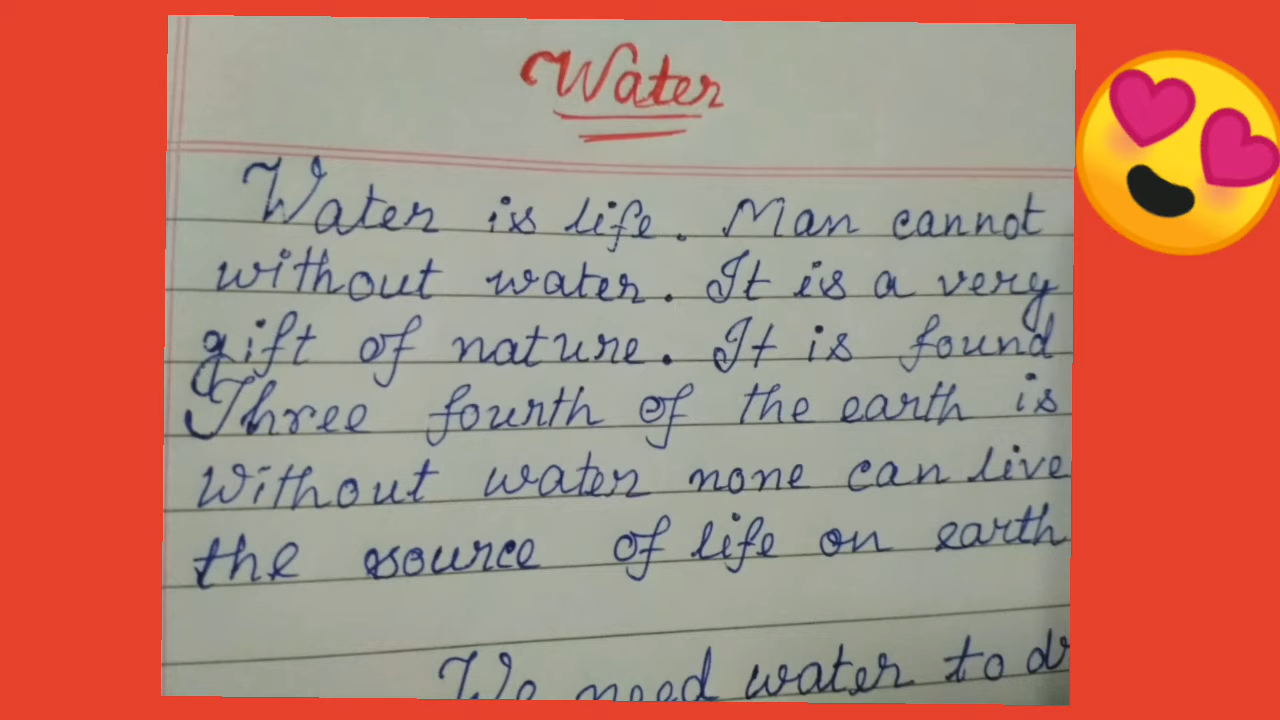 Water
Water is life. Man cannot
without water. It is a very
gift of nature. It is found
Three fourth of the earth is
Without water none can live
the source of life on earth
We need water to